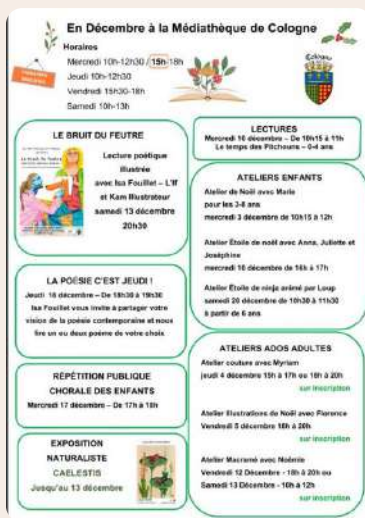 En Décembre à la Médiathèque de Cologne
Horaires
Mercredi 10h-12h30 / 15h-18h
Jeudi 10h-12h30
Vendredi 15h30-18h
Samedi 10h-13h
Cologne
LE BRUIT DU FEUTRE
Lecture poétique
illustrée
avec Isa Fouillet – L'If
et Kam Illustrateur
samedi 13 décembre
20h30
LA POÉSIE C'EST JEUDI !
Jeudi 18 décembre – De 18h30 à 19h30
Isa Fouillet vous invite à partager votre
vision de la poésie contemporaine et nous
lire un ou deux poème de votre choix
RÉPÉTITION PUBLIQUE
CHORALE DES ENFANTS
Mercredi 17 décembre – De 17h à 18h
EXPOSITION
NATURALISTE
CAELESTIS
Jusqu'au 13 décembre
LECTURES
Mercredi 16 décembre – De 10h15 à 11h
Le temps des Pitchouns – 0-4 ans
ATELIERS ENFANTS
Atelier de Noël avec Marie
pour les 3-8 ans
mercredi 3 décembre de 10h15 à 12h
Atelier Étoile de noël avec Anna, Juliette et
Joséphine
mercredi 10 décembre de 16h à 17h
Atelier Étoile de ninja animé par Loup
samedi 20 décembre de 10h30 à 11h30
à partir de 6 ans
ATELIERS ADOS ADULTES
Atelier couture avec Myriam
jeudi 4 décembre 15h à 17h ou 18h à 20h
sur inscription
Atelier Illustrations de Noël avec Florence
Vendredi 5 décembre 18h à 20h
sur inscription
Atelier Macramé avec Noémie
Vendredi 12 Décembre - 18h à 20h ou
Samedi 13 Décembre - 10h à 12h
sur inscription